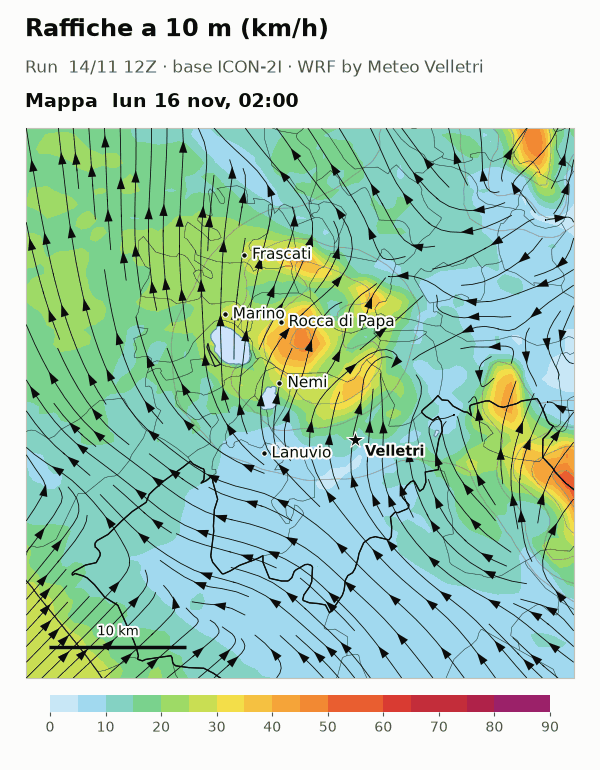 Raffiche a 10 m (km/h)
Run  14/11 12Z · base ICON-2I · WRF by Meteo Velletri
Mappa  lun 16 nov, 02:00
Frascati
Marino
Rocca di Papa
Nemi
Velletri
Lanuvio
10 km
0 10 20 30 40 50 60 70 80 90